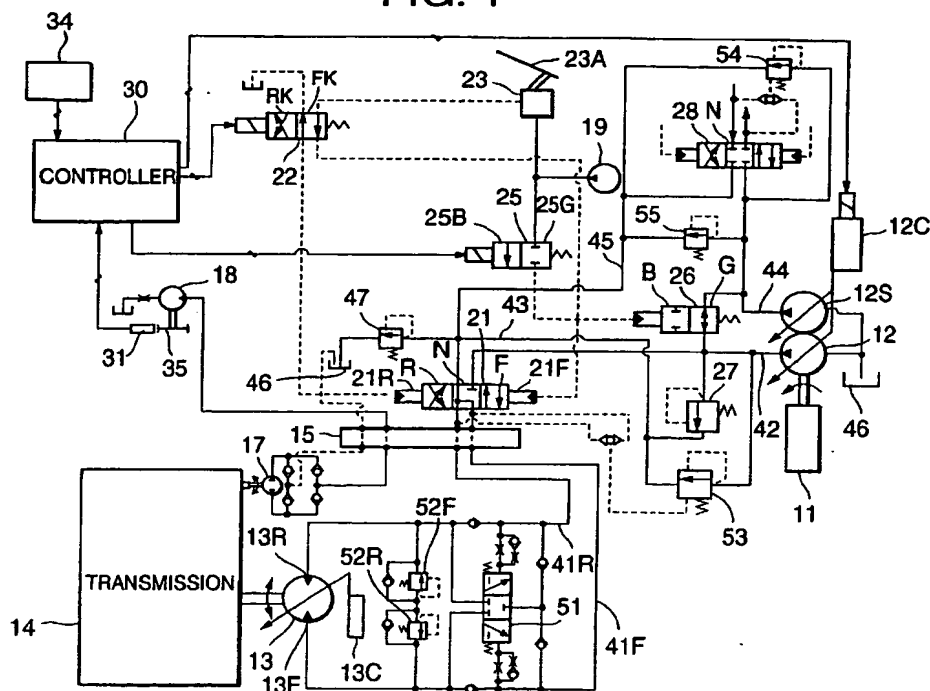 FIG. 1
34
30
CONTROLLER
RK
FK
22
23
23A
19
54
28
N
12C
25B
25
25G
45
55
B
26
G
44
12S
12
18
31
35
47
43
46
N
21
R
F
21R
21F
27
42
46
11
15
53
17
52F
52R
13R
41R
51
41F
TRANSMISSION
14
13
13F
13C